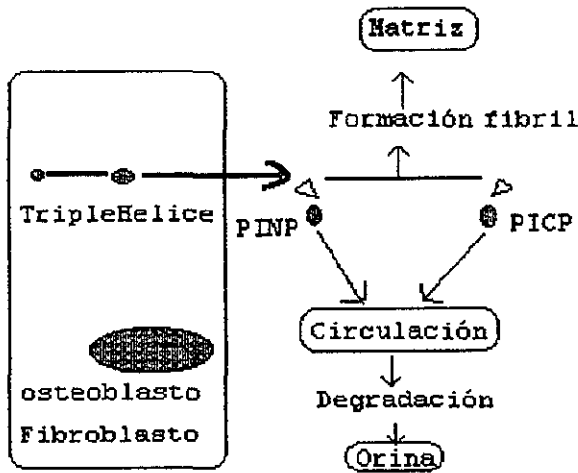 Matriz
Formación fibril
TripleHelice
PINP
PICP
Circulación
osteoblasto
Degradación
Fibroblasto
Orina